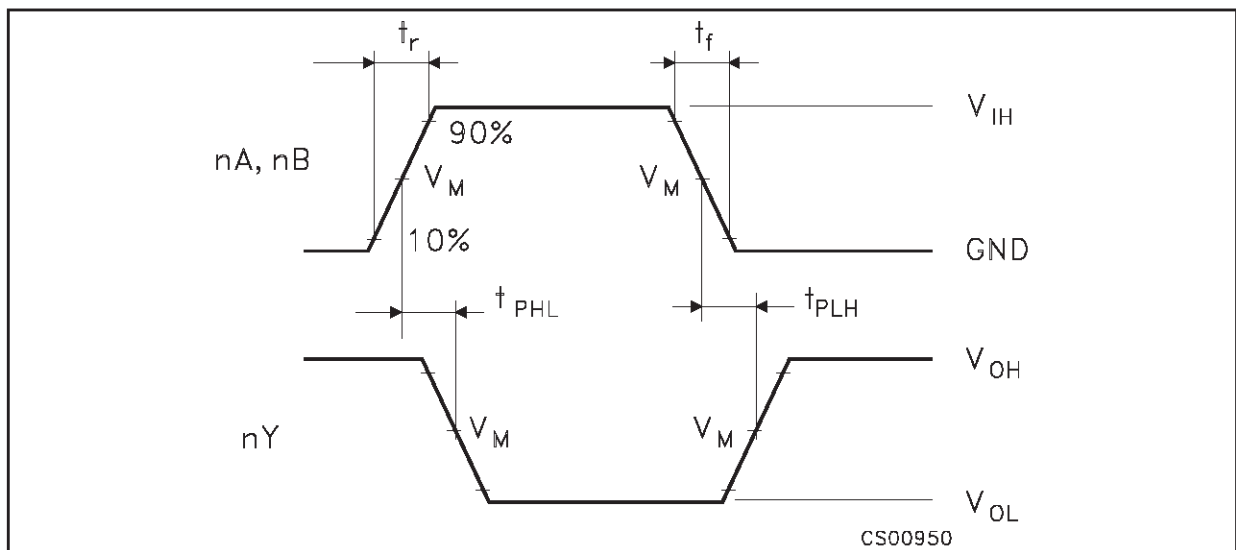 tr tf
VIH
90%
nA, nB
VM VM
10%
GND
tPHL tPLH
VOH
nY VM VM
VOL
CS00950